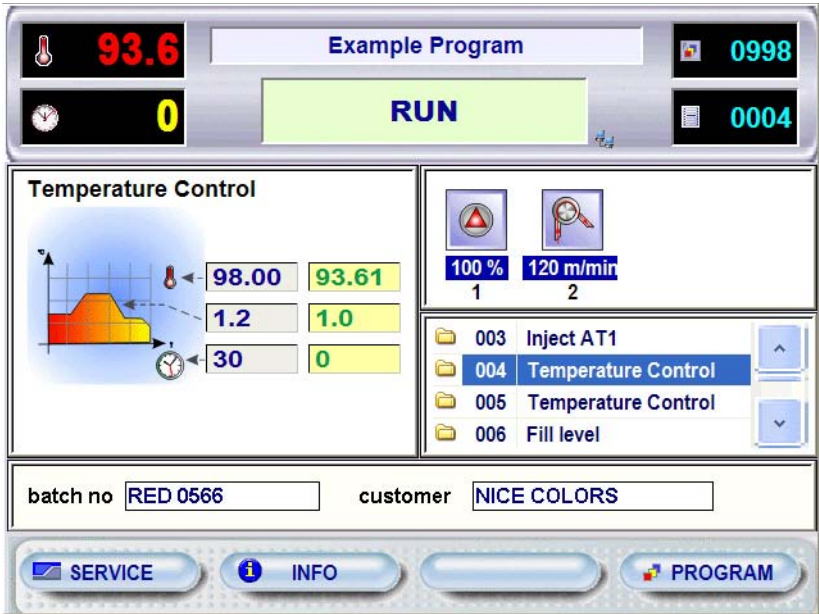 93.6
Example Program
0998
0
RUN
0004
Temperature Control
98.00 93.61
1.2 1.0
30 0
100 % 120 m/min
1 2
003 Inject AT1
004 Temperature Control
005 Temperature Control
006 Fill level
batch no RED 0566 customer NICE COLORS
SERVICE INFO PROGRAM